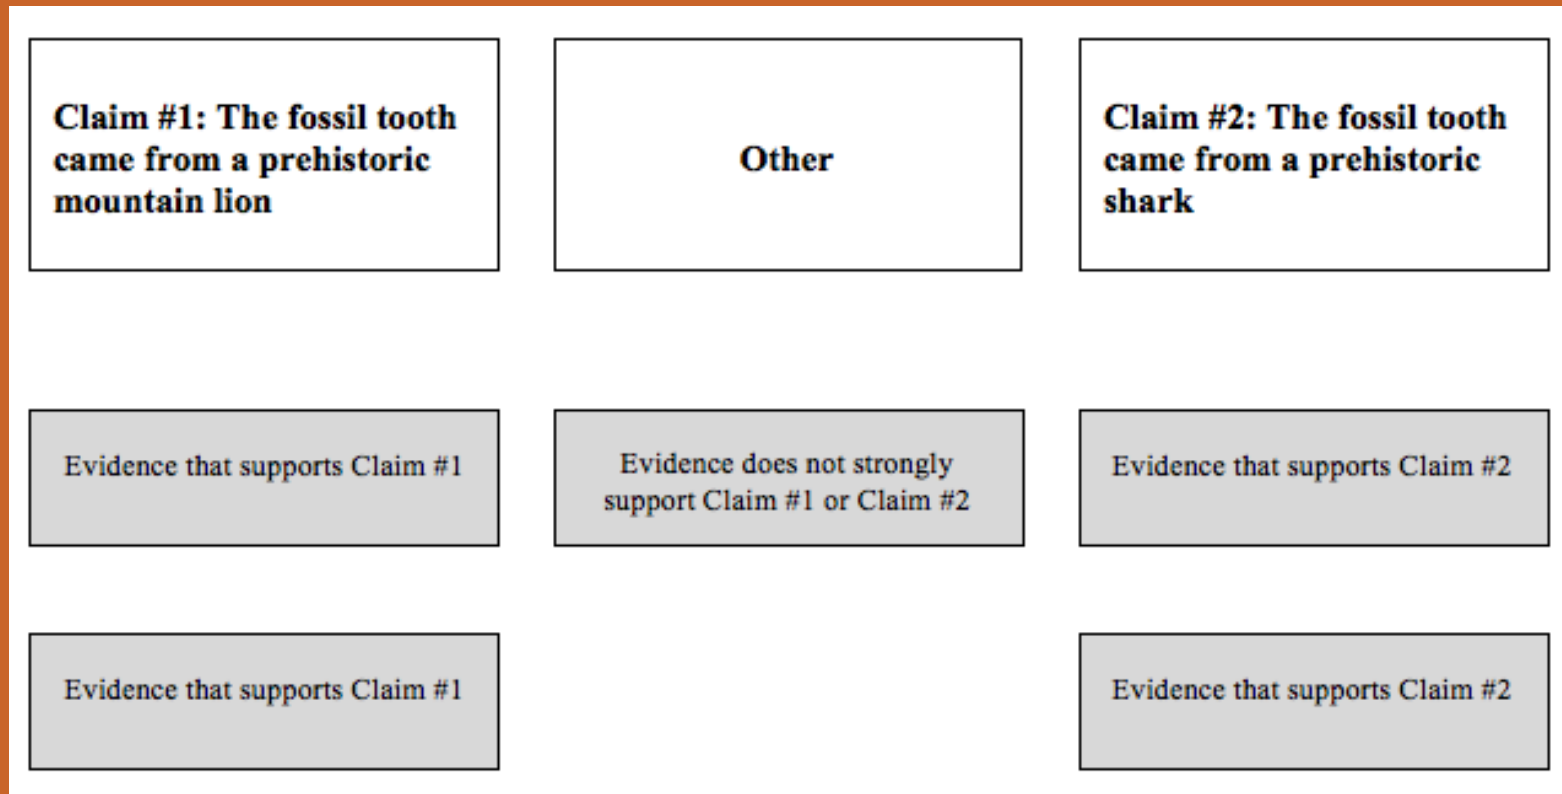 Claim #1: The fossil tooth
came from a prehistoric
mountain lion
Other
Claim #2: The fossil tooth
came from a prehistoric
shark
Evidence that supports Claim #1
Evidence does not strongly
support Claim #1 or Claim #2
Evidence that supports Claim #2
Evidence that supports Claim #1
Evidence that supports Claim #2